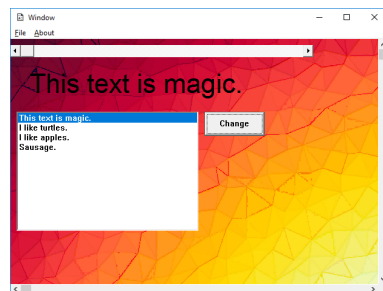 Window
File About
This text is magic.
This text is magic.
I like turtles.
I like apples.
Sausage.
Change